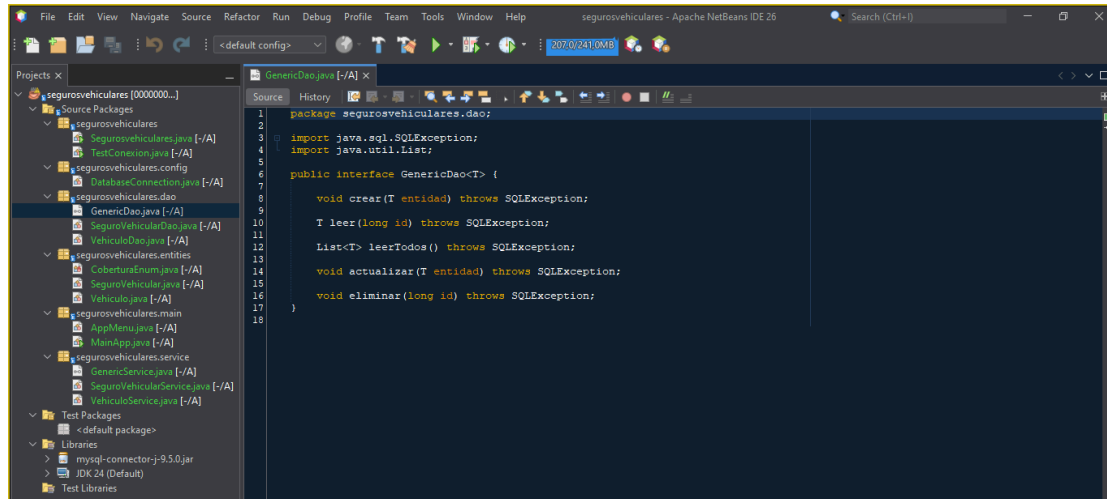 File Edit View Navigate Source Refactor Run Debug Profile Team Tools Window Help segurosvehiculares - Apache NetBeans IDE 26 Search (Ctrl+I)
<default config> 207,0/241,0MB
Projects
GenericDao.java [-/A]
segurosvehiculares [0000000...]
Source Packages
segurosvehiculares
Segurosvehiculares.java [-/A]
TestConexion.java [-/A]
segurosvehiculares.config
DatabaseConnection.java [-/A]
segurosvehiculares.dao
GenericDao.java [-/A]
SeguroVehicularDao.java [-/A]
VehiculoDao.java [-/A]
segurosvehiculares.entities
CoberturaEnum.java [-/A]
SeguroVehicular.java [-/A]
Vehiculo.java [-/A]
segurosvehiculares.main
AppMenu.java [-/A]
MainApp.java [-/A]
segurosvehiculares.service
GenericService.java [-/A]
SeguroVehicularService.java [-/A]
VehiculoService.java [-/A]
Test Packages
<default package>
Libraries
mysql-connector-j-9.5.0.jar
JDK 24 (Default)
Test Libraries
Source History
1 package segurosvehiculares.dao;
2
3 import java.sql.SQLException;
4 import java.util.List;
5
6 public interface GenericDao<T> {
7
8 void crear(T entidad) throws SQLException;
9
10 T leer(long id) throws SQLException;
11
12 List<T> leerTodos() throws SQLException;
13
14 void actualizar(T entidad) throws SQLException;
15
16 void eliminar(long id) throws SQLException;
17 }
18